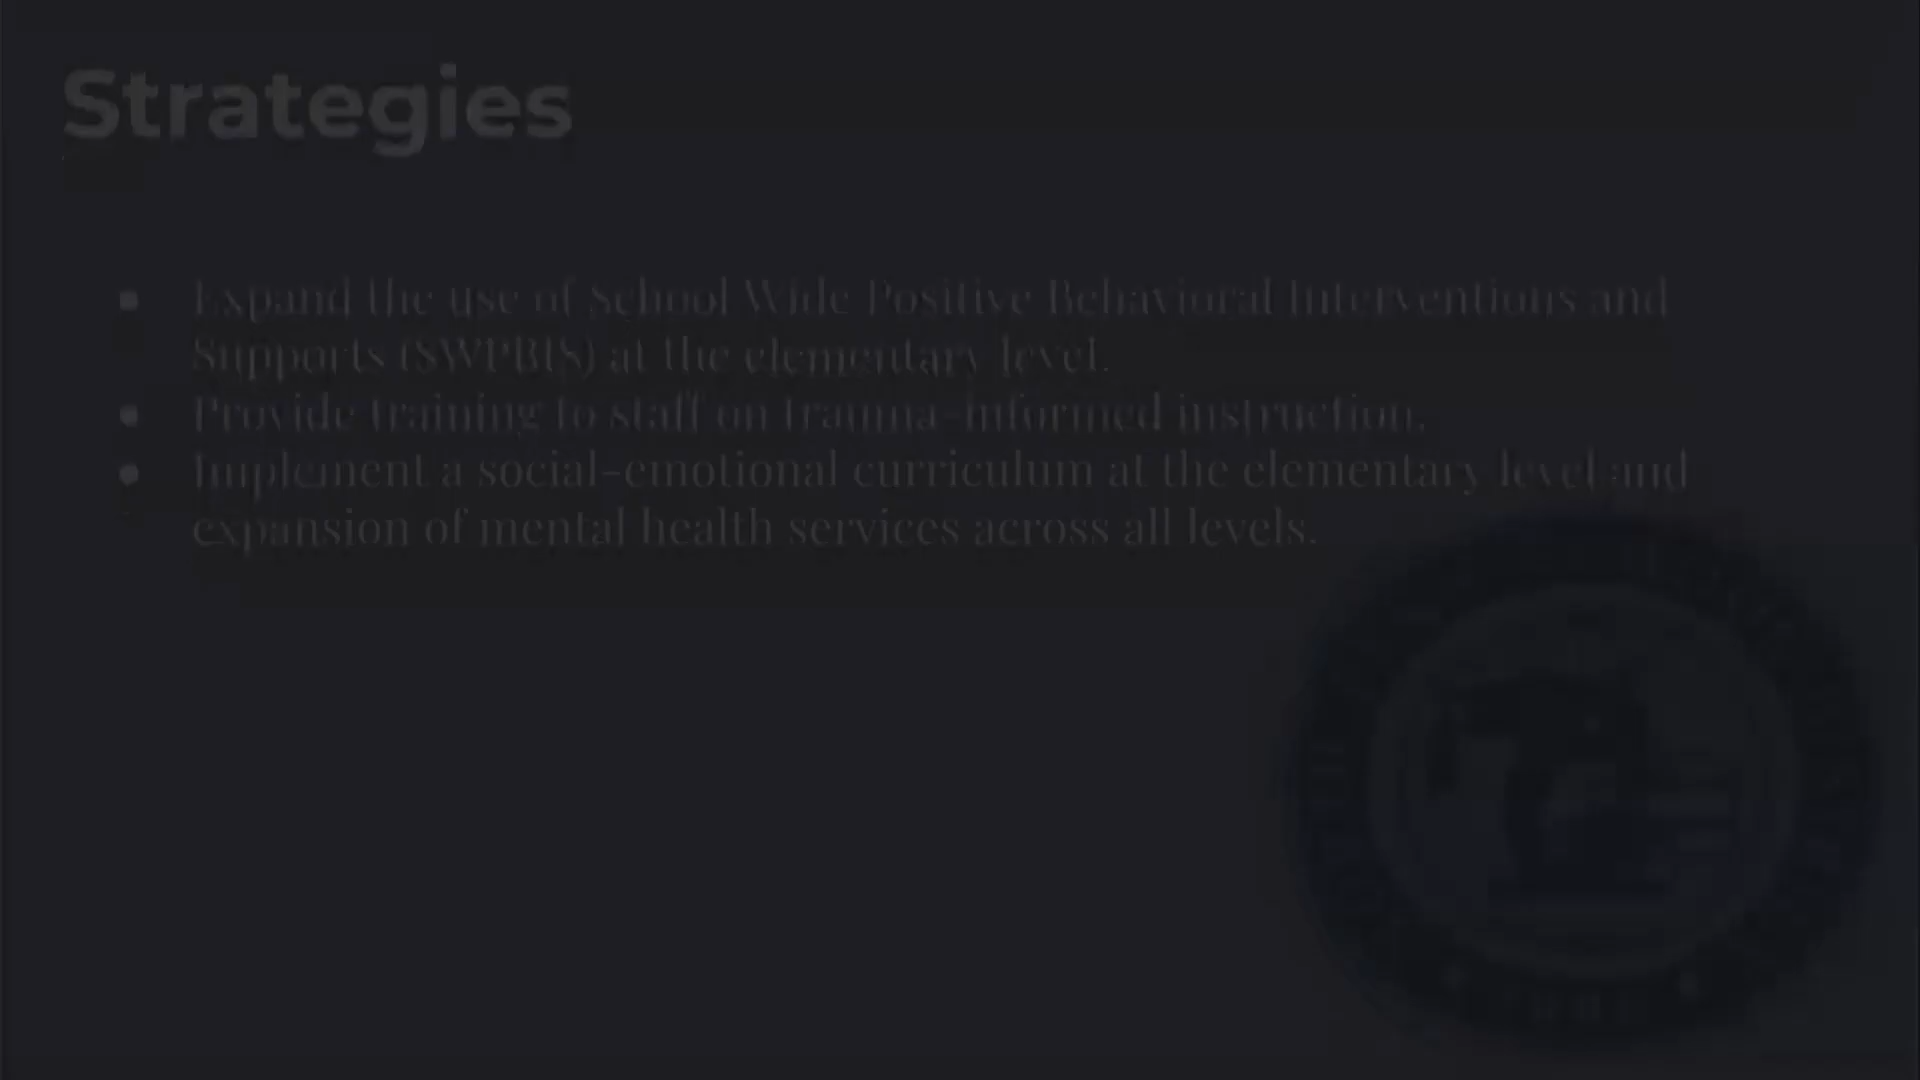 Strategies
• Expand the use of School Wide Positive Behavioral Interventions and
Supports (SWPBIS) at the elementary level.
• Provide training to staff on trauma-informed instruction.
• Implement a social-emotional curriculum at the elementary level and
expansion of mental health services across all levels.